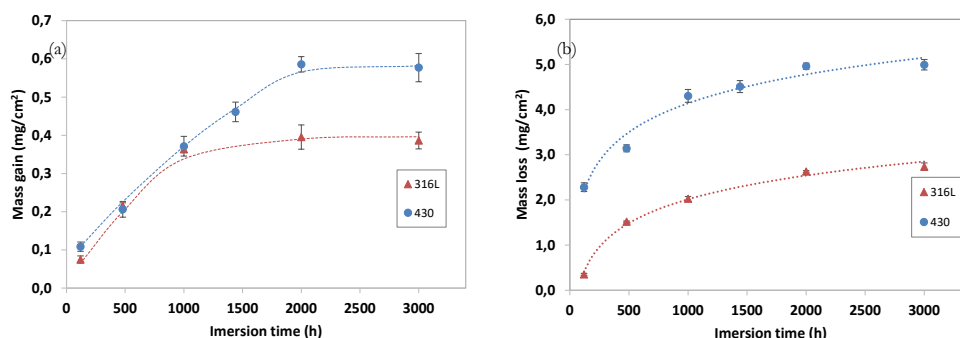 (a)
Mass gain (mg/cm²)
0,7
0,6
0,5
0,4
0,3
0,2
0,1
0,0
0 500 1000 1500 2000 2500 3000
Imersion time (h)
316L
430
(b)
Mass loss (mg/cm²)
6,0
5,0
4,0
3,0
2,0
1,0
0,0
0 500 1000 1500 2000 2500 3000
Imersion time (h)
316L
430